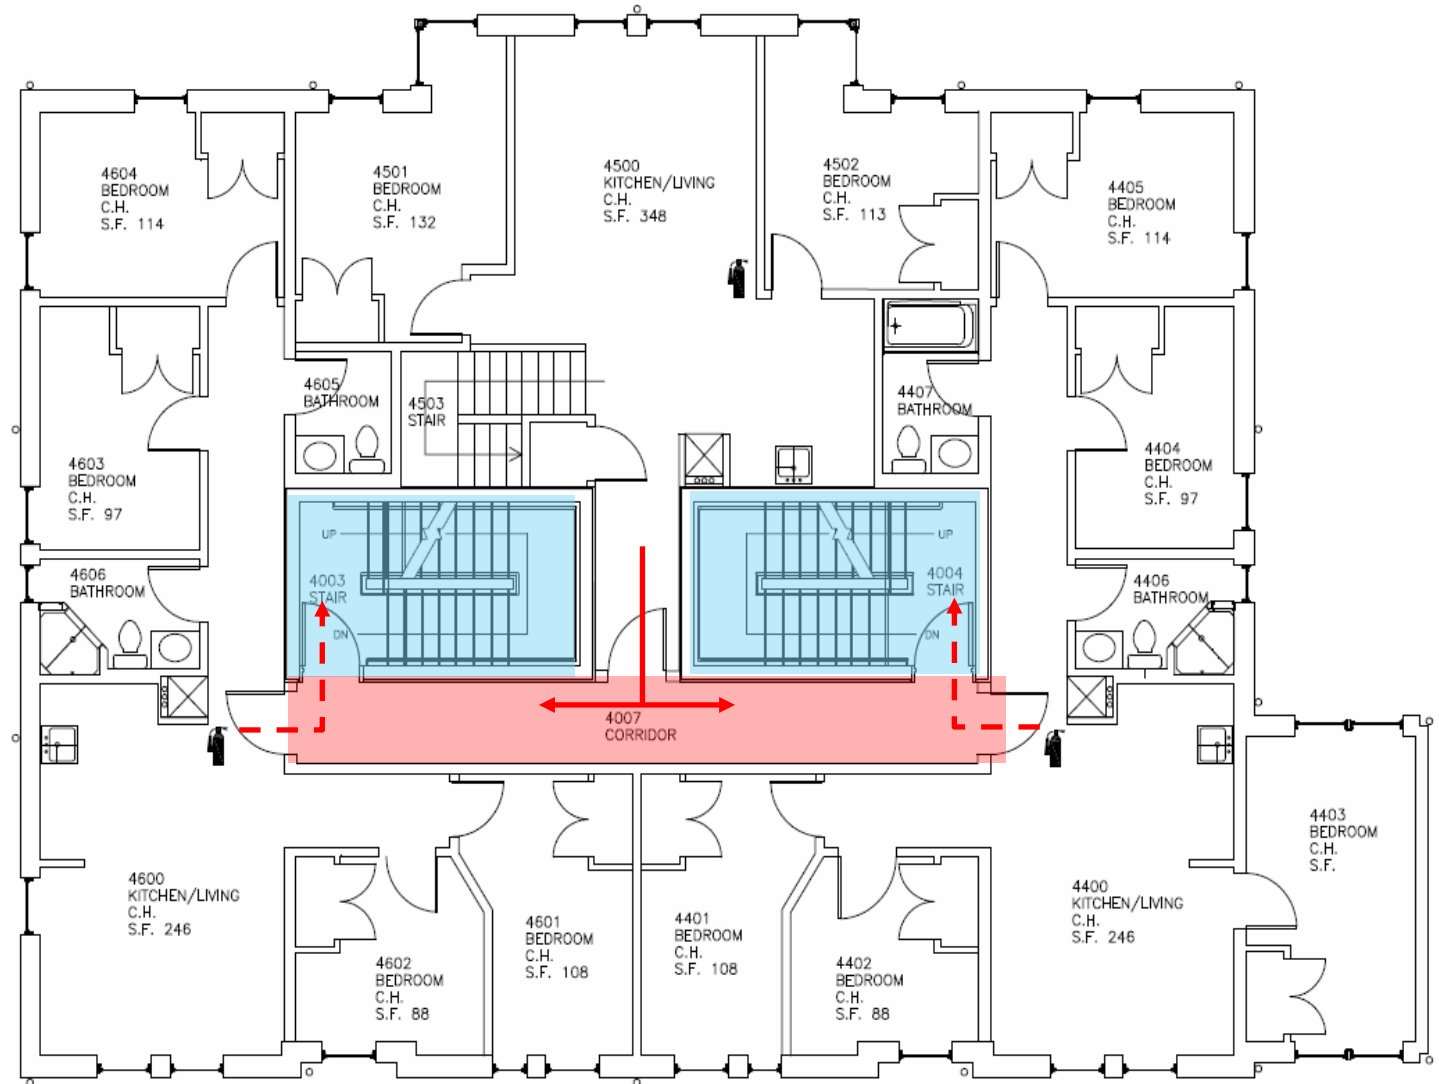 4604
BEDROOM
C.H.
S.F. 114
4501
BEDROOM
C.H.
S.F. 132
4500
KITCHEN/LIVING
C.H.
S.F. 348
4502
BEDROOM
C.H.
S.F. 113
4405
BEDROOM
C.H.
S.F. 114
4605
BATHROOM
4503
STAIR
4407
BATHROOM
4603
BEDROOM
C.H.
S.F. 97
4404
BEDROOM
C.H.
S.F. 97
UP
4003
STAIR
DN
UP
4004
STAIR
DN
4606
BATHROOM
4406
BATHROOM
4007
CORRIDOR
4600
KITCHEN/LIVING
C.H.
S.F. 246
4602
BEDROOM
C.H.
S.F. 88
4601
BEDROOM
C.H.
S.F. 108
4401
BEDROOM
C.H.
S.F. 108
4402
BEDROOM
C.H.
S.F. 88
4400
KITCHEN/LIVING
C.H.
S.F. 246
4403
BEDROOM
C.H.
S.F.